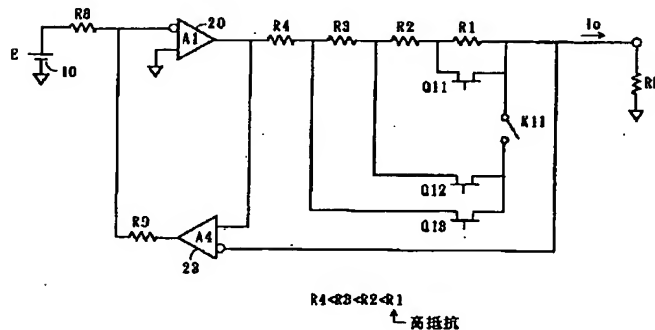 R8
A1
20
R4
R3
R2
R1
Io
E
10
Q11
K11
Q12
Q13
R9
A4
23
R4<R3<R2<R1
高抵抗